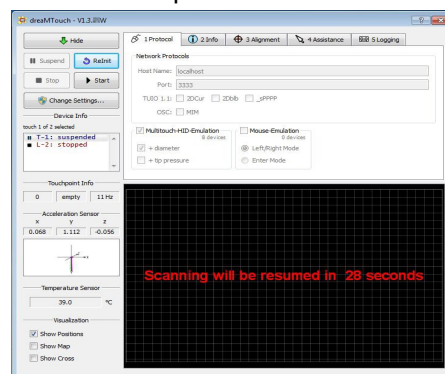 dreaMTouch - V1.3.
Hide
Suspend
ReInit
Stop
Start
Change Settings...
Device Info
touch 1 of 2 selected
T-1: suspended
L-2: stopped
Touchpoint Info
0 empty 11 Hz
Acceleration Sensor
x y z
0.068 1.112 -0.056
Temperature Sensor
39.0 °C
Visualization
Show Positions
Show Map
Show Cross
1 Protocol
2 Info
3 Alignment
4 Assistance
5 Logging
Network Protocols
Host Name: localhost
Port: 3333
TUIO 1.1: 2DCur 2Dblb _sPPPP
OSC: MIM
Multitouch-HID-Emulation
devices
+ diameter
+ tip pressure
Mouse-Emulation
0 devices
Left/Right Mode
Enter Mode
Scanning will be resumed in 28 seconds